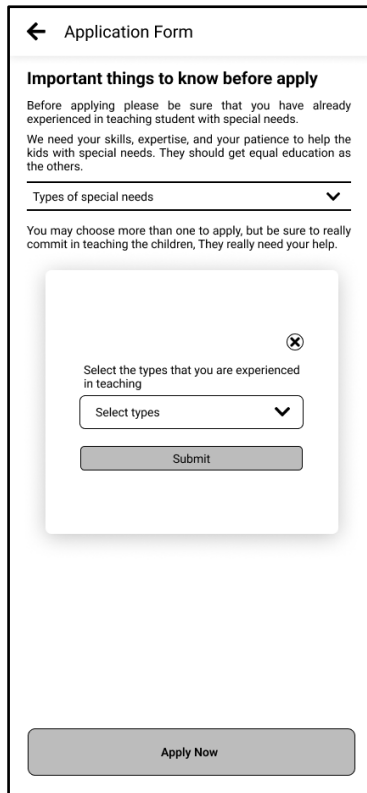 Application Form
Important things to know before apply
Before applying please be sure that you have already
experienced in teaching student with special needs.
We need your skills, expertise, and your patience to help the
kids with special needs. They should get equal education as
the others.
Types of special needs
You may choose more than one to apply, but be sure to really
commit in teaching the children, They really need your help.
Select the types that you are experienced
in teaching
Select types
Submit
Apply Now